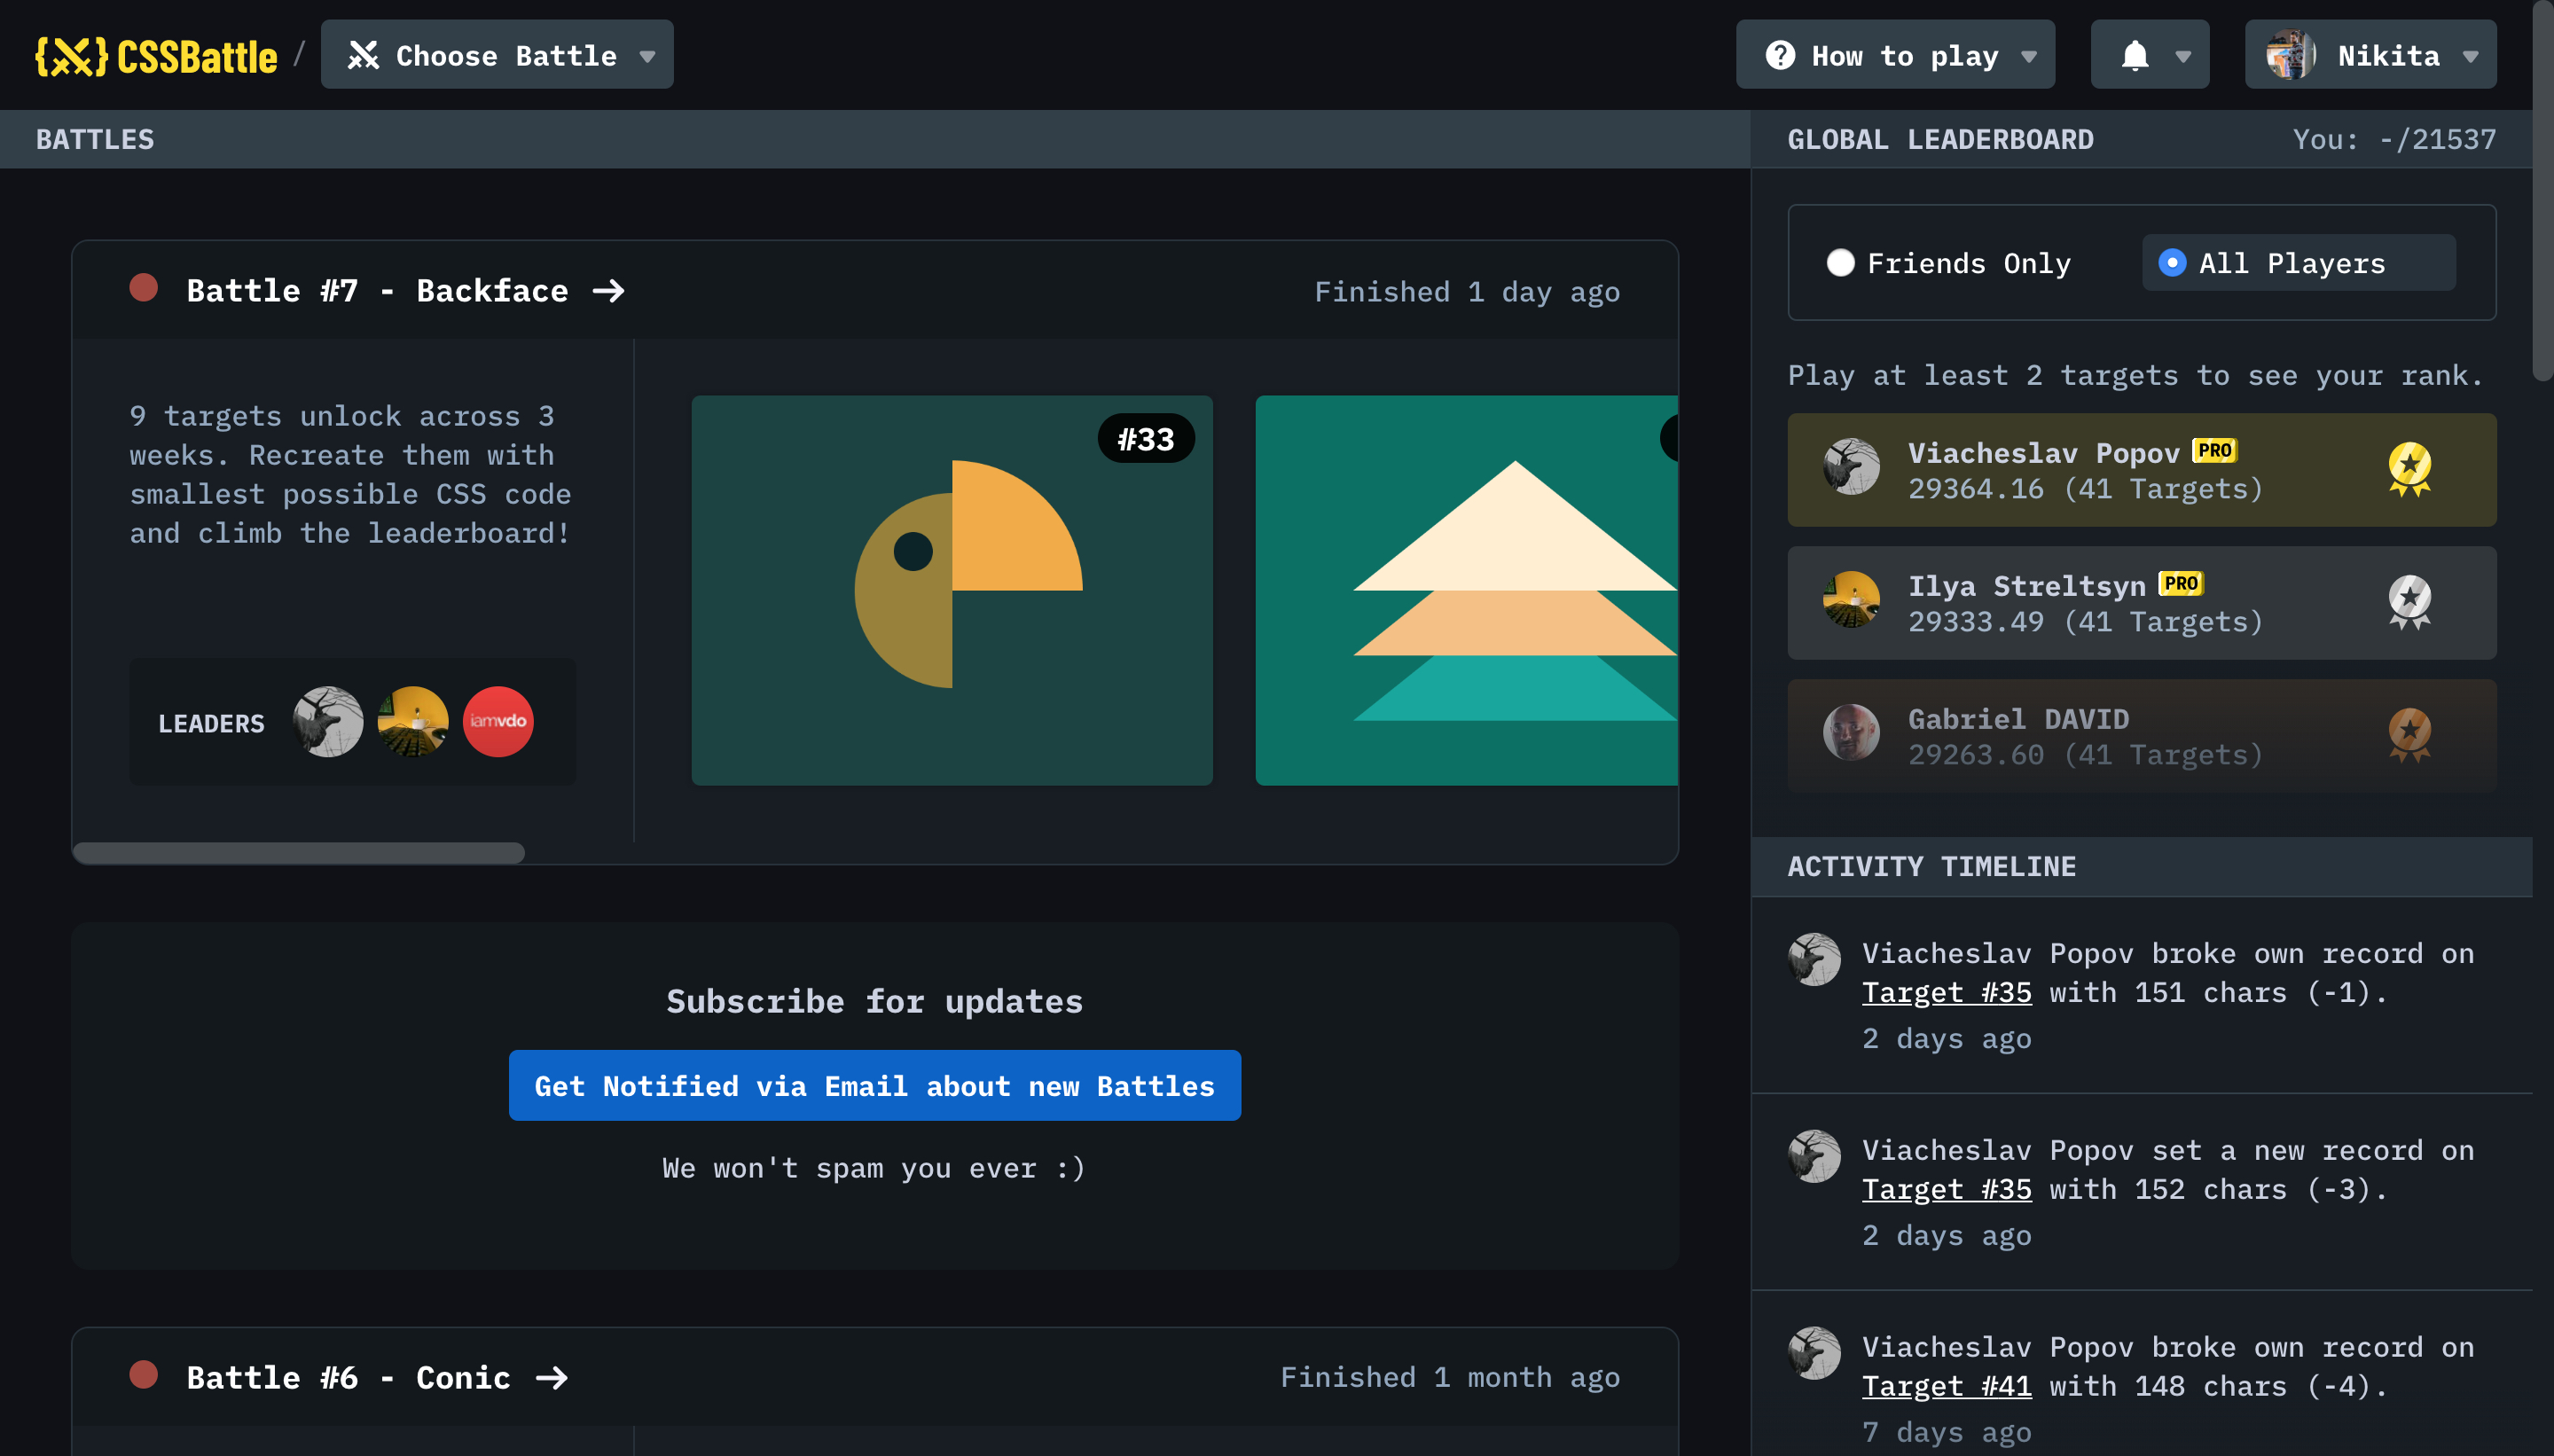 {X} CSSBattle / Choose Battle
How to play
Nikita
BATTLES
Battle #7 - Backface →
Finished 1 day ago
9 targets unlock across 3
weeks. Recreate them with
smallest possible CSS code
and climb the leaderboard!
LEADERS
iamvdo
#33
Subscribe for updates
Get Notified via Email about new Battles
We won't spam you ever :)
Battle #6 - Conic →
Finished 1 month ago
GLOBAL LEADERBOARD
You: -/21537
Friends Only
All Players
Play at least 2 targets to see your rank.
Viacheslav Popov PRO
29364.16 (41 Targets)
Ilya Streltsyn PRO
29333.49 (41 Targets)
Gabriel DAVID
29263.60 (41 Targets)
ACTIVITY TIMELINE
Viacheslav Popov broke own record on
Target #35 with 151 chars (-1).
2 days ago
Viacheslav Popov set a new record on
Target #35 with 152 chars (-3).
2 days ago
Viacheslav Popov broke own record on
Target #41 with 148 chars (-4).
7 days ago